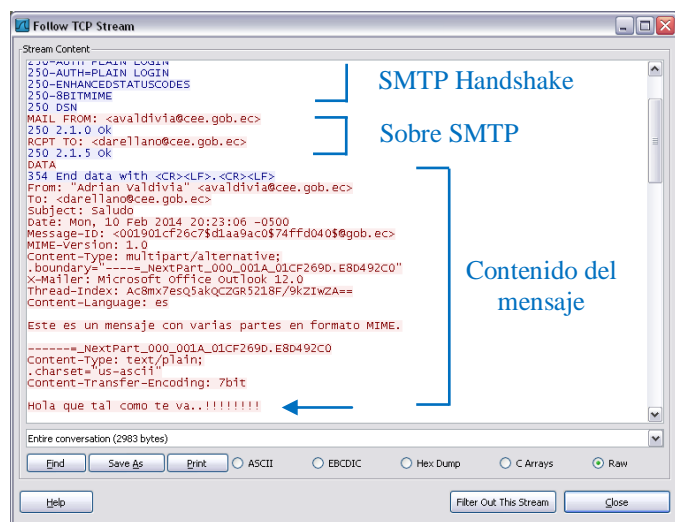 Follow TCP Stream
Stream Content
250-AUTH PLAIN LOGIN
250-AUTH=PLAIN LOGIN
250-ENHANCEDSTATUSCODES
250-8BITMIME
250 DSN
SMTP Handshake
MAIL FROM: <avaldivia@cee.gob.ec>
250 2.1.0 Ok
RCPT TO: <darellano@cee.gob.ec>
250 2.1.5 Ok
Sobre SMTP
DATA
354 End data with <CR><LF>.<CR><LF>
From: "Adrian Valdivia" <avaldivia@cee.gob.ec>
To: <darellano@cee.gob.ec>
Subject: Saludo
Date: Mon, 10 Feb 2014 20:23:06 -0500
Message-ID: <001901cf26c7$d1aa9ac0$74ffd040$@gob.ec>
MIME-Version: 1.0
Content-Type: multipart/alternative;
.boundary="----=_NextPart_000_001A_01CF269D.E8D492C0"
X-Mailer: Microsoft Office Outlook 12.0
Thread-Index: Ac8mx7esQ5akQCZGR5218F/9kZIwZA==
Content-Language: es
Contenido del
mensaje
Este es un mensaje con varias partes en formato MIME.
------=_NextPart_000_001A_01CF269D.E8D492C0
Content-Type: text/plain;
.charset="us-ascii"
Content-Transfer-Encoding: 7bit
Hola que tal como te va..!!!!!!!!
Entire conversation (2983 bytes)
Find Save As Print ASCII EBCDIC Hex Dump C Arrays Raw
Help Filter Out This Stream Close